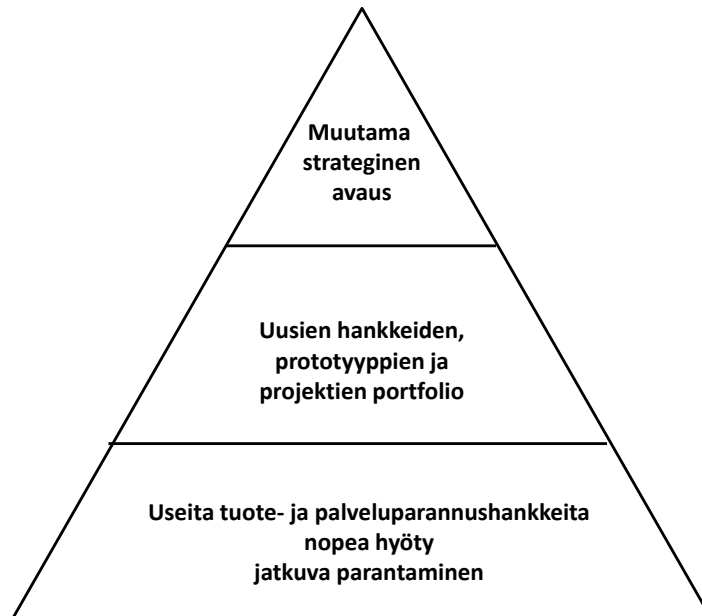 Muutama
strateginen
avaus
Uusien hankkeiden,
prototyyppien ja
projektien portfolio
Useita tuote- ja palveluparannushankkeita
nopea hyöty
jatkuva parantaminen